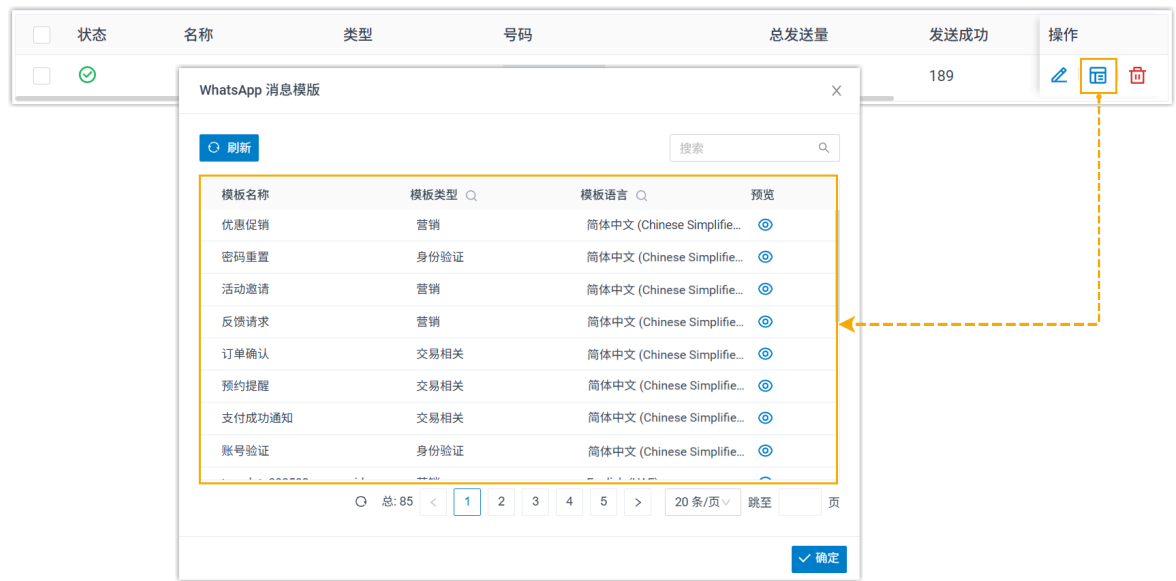 状态 名称 类型 号码 总发送量 发送成功 操作
189
WhatsApp 消息模版
刷新 搜索
模板名称 模板类型 模板语言 预览
优惠促销 营销 简体中文 (Chinese Simplifie...
密码重置 身份验证 简体中文 (Chinese Simplifie...
活动邀请 营销 简体中文 (Chinese Simplifie...
反馈请求 营销 简体中文 (Chinese Simplifie...
订单确认 交易相关 简体中文 (Chinese Simplifie...
预约提醒 交易相关 简体中文 (Chinese Simplifie...
支付成功通知 交易相关 简体中文 (Chinese Simplifie...
账号验证 身份验证 简体中文 (Chinese Simplifie...
总: 85 < 1 2 3 4 5 > 20 条/页 跳至 页
确定